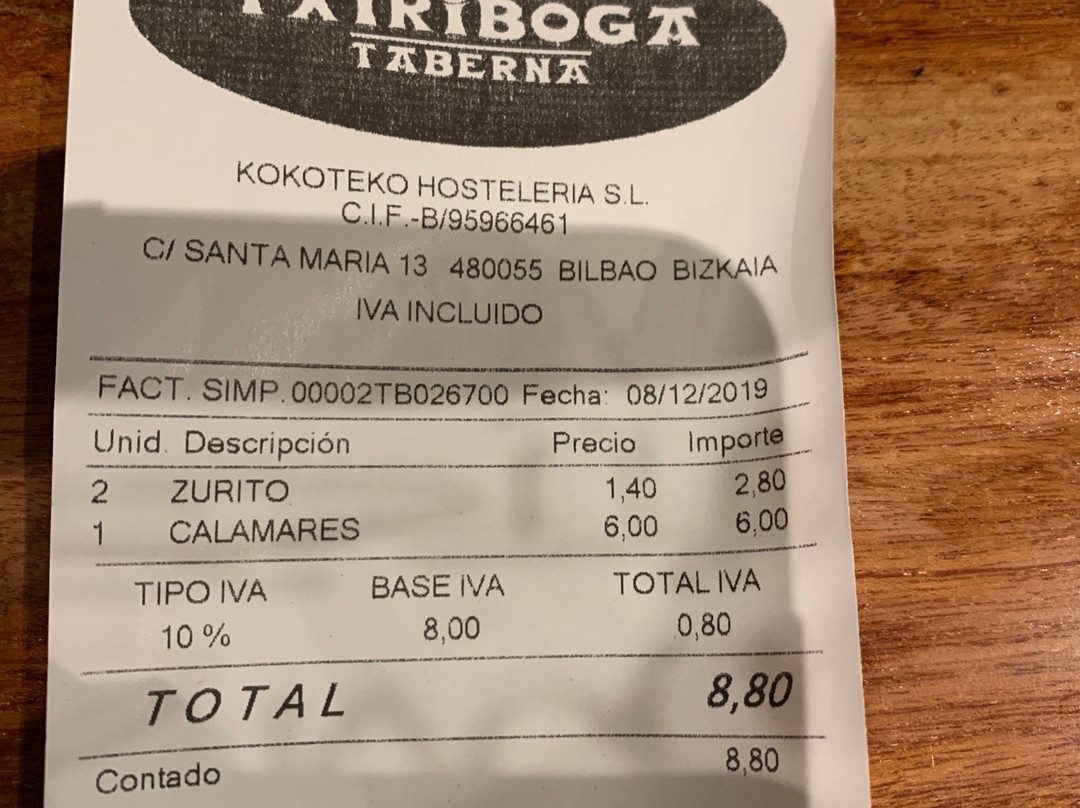 TXIRIBOGA
TABERNA
KOKOTEKO HOSTELERIA S.L.
C.I.F.-B/95966461
C/ SANTA MARIA 13 480055 BILBAO BIZKAIA
IVA INCLUIDO
FACT. SIMP.00002TB026700 Fecha: 08/12/2019
Unid. Descripción Precio Importe
2 ZURITO 1,40 2,80
1 CALAMARES 6,00 6,00
TIPO IVA BASE IVA TOTAL IVA
10 % 8,00 0,80
TOTAL 8,80
Contado 8,80